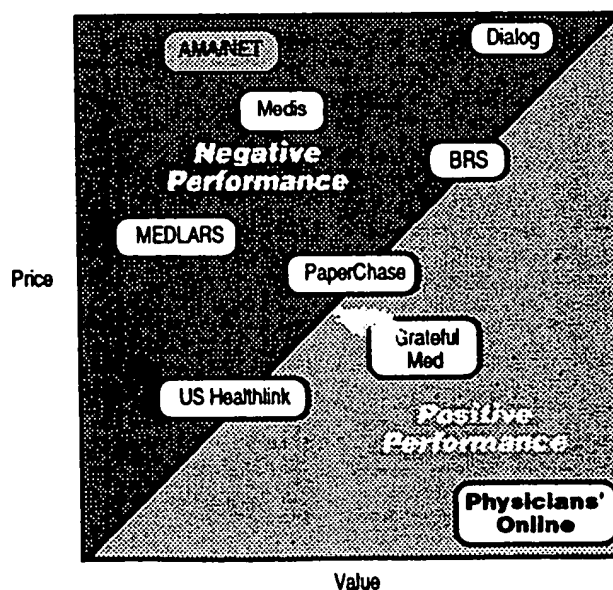 AMA/NET
Dialog
Medis
Negative
Performance
BRS
MEDLARS
Price
PaperChase
Grateful
Med
US Healthlink
Positive
Performance
Physicians'
Online
Value